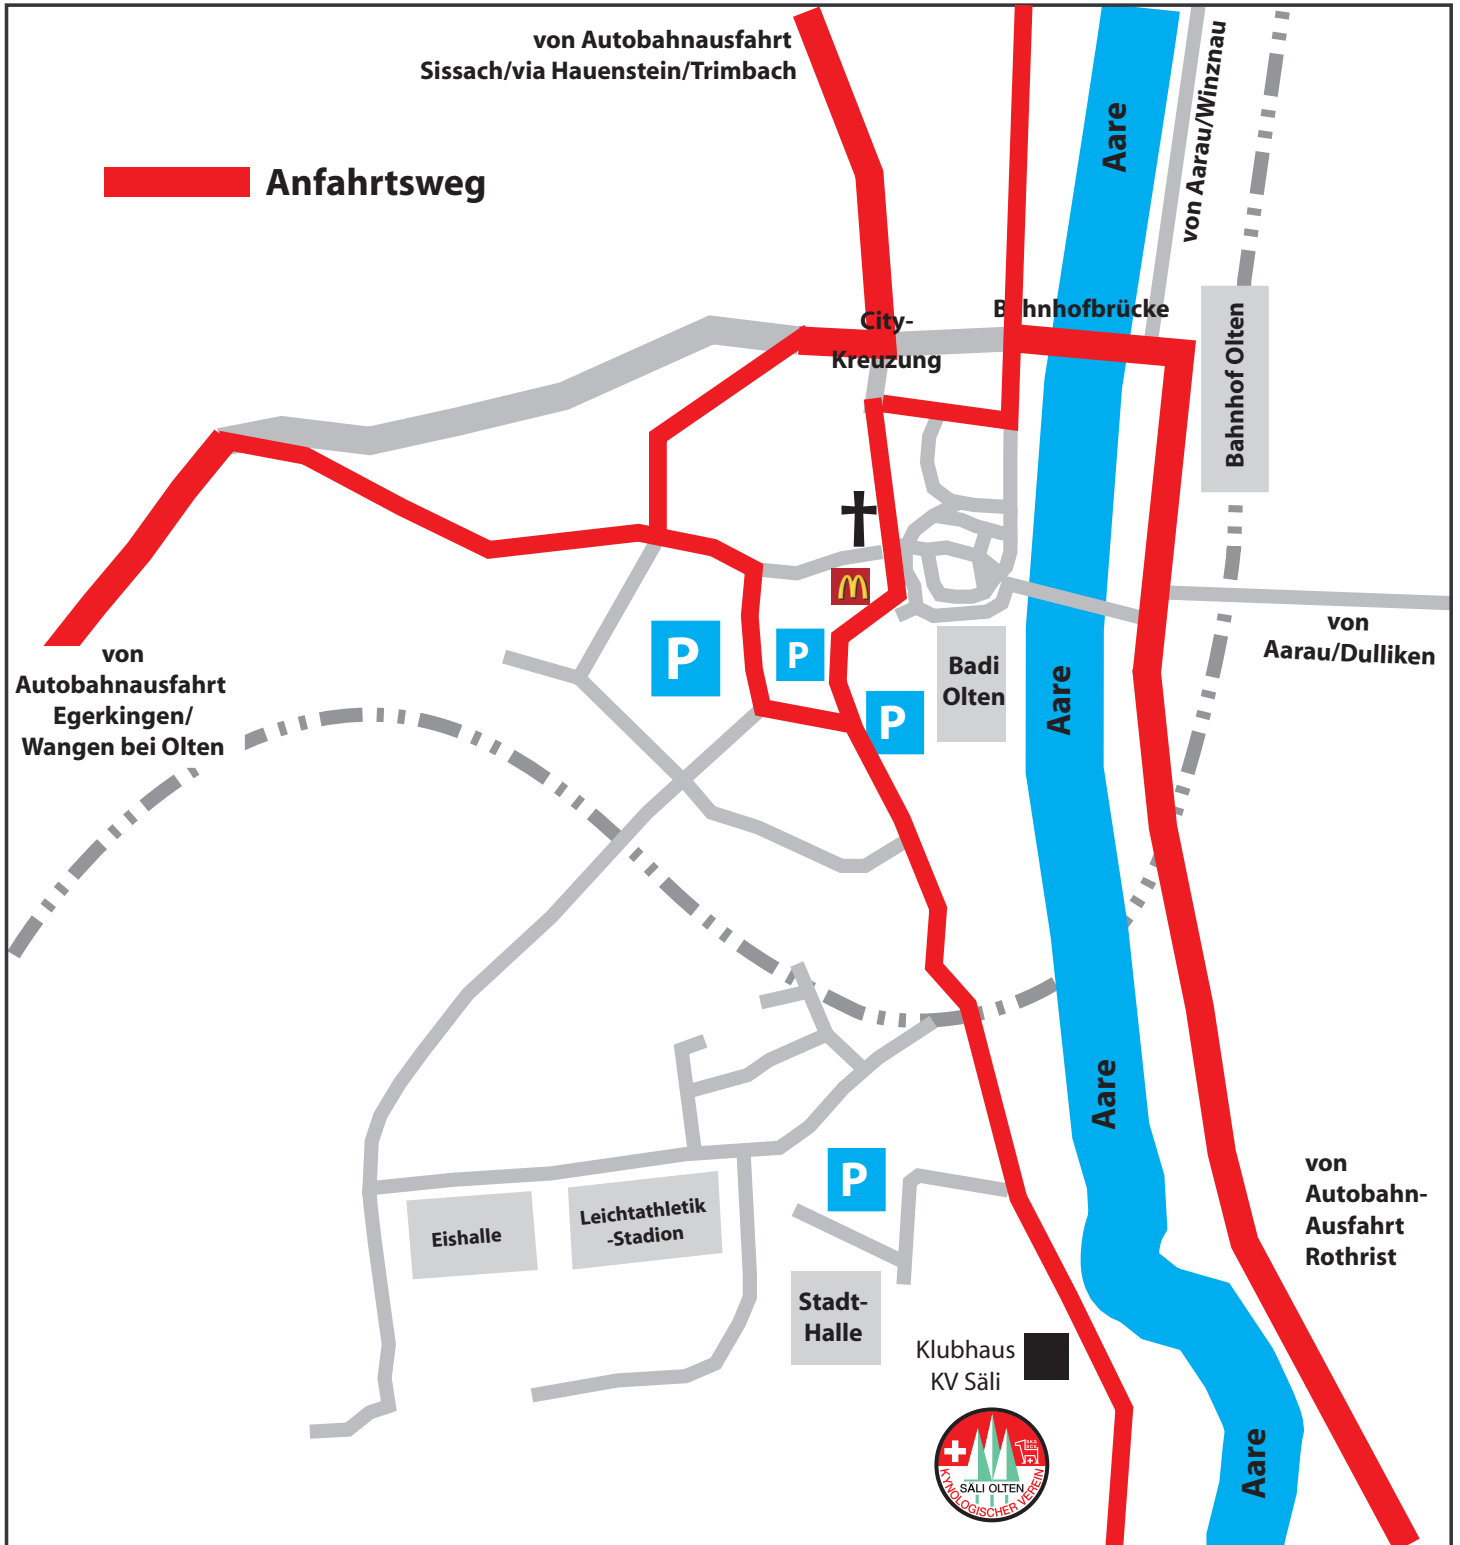 von Autobahnausfahrt
Sissach/via Hauenstein/Trimbach
Aare
von Aarau/Winznau
Anfahrtsweg
City-
Kreuzung
Bahnhofbrücke
Bahnhof Olten
von
Aarau/Dulliken
von
Autobahnausfahrt
Egerkingen/
Wangen bei Olten
P
P
P
Badi
Olten
Aare
Aare
P
von
Autobahn-
Ausfahrt
Rothrist
Eishalle
Leichtathletik
-Stadion
Stadt-
Halle
Klubhaus
KV Säli
SÄLI OLTEN
KYNOLOGISCHER VEREIN
Aare